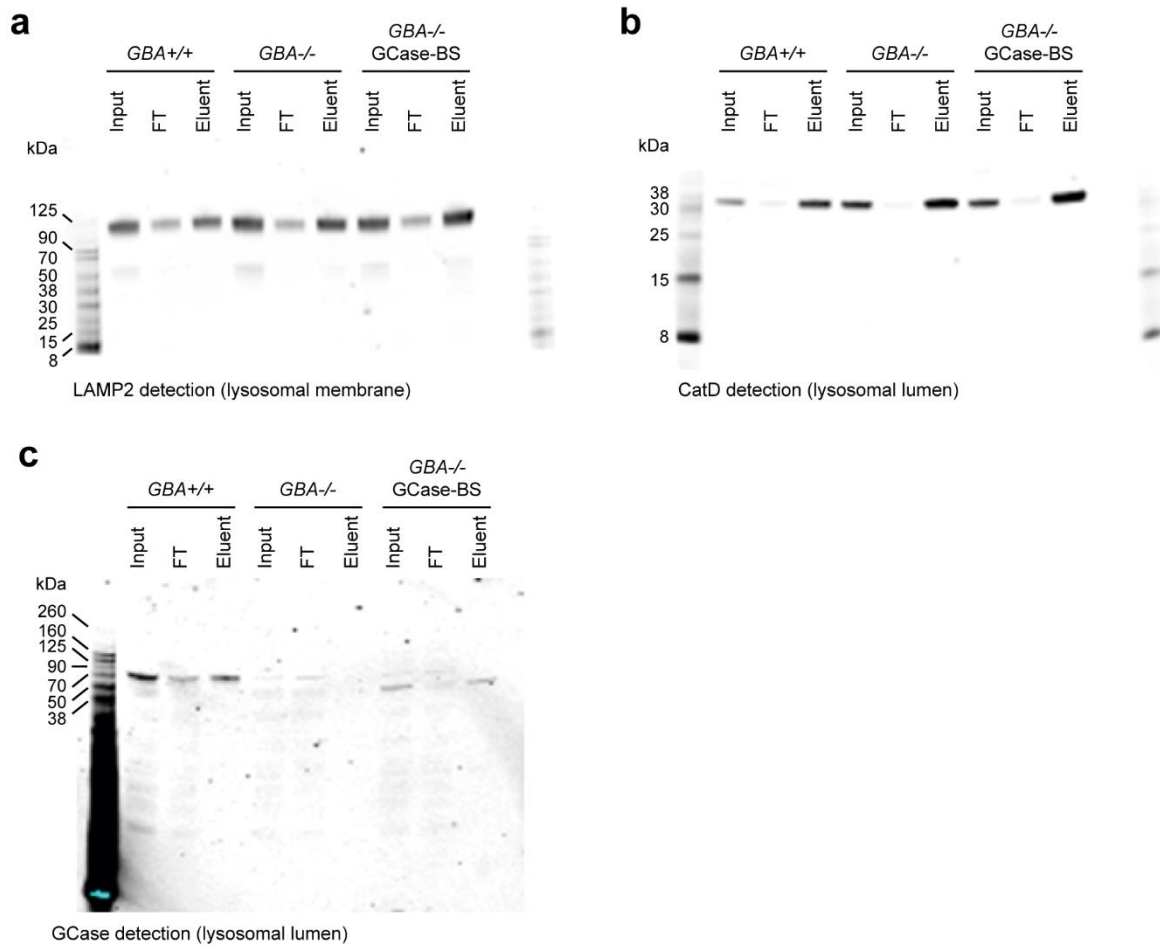 a
GBA+/+ GBA-/- GBA-/-
GCase-BS
Input FT Eluent Input FT Eluent Input FT Eluent
kDa
125
90
70
50
38
30
25
15
8
LAMP2 detection (lysosomal membrane)
b
GBA+/+ GBA-/- GBA-/-
GCase-BS
Input FT Eluent Input FT Eluent Input FT Eluent
kDa
38
30
25
15
8
CatD detection (lysosomal lumen)
c
GBA+/+ GBA-/- GBA-/-
GCase-BS
Input FT Eluent Input FT Eluent Input FT Eluent
kDa
260
160
125
90
70
50
38
GCase detection (lysosomal lumen)